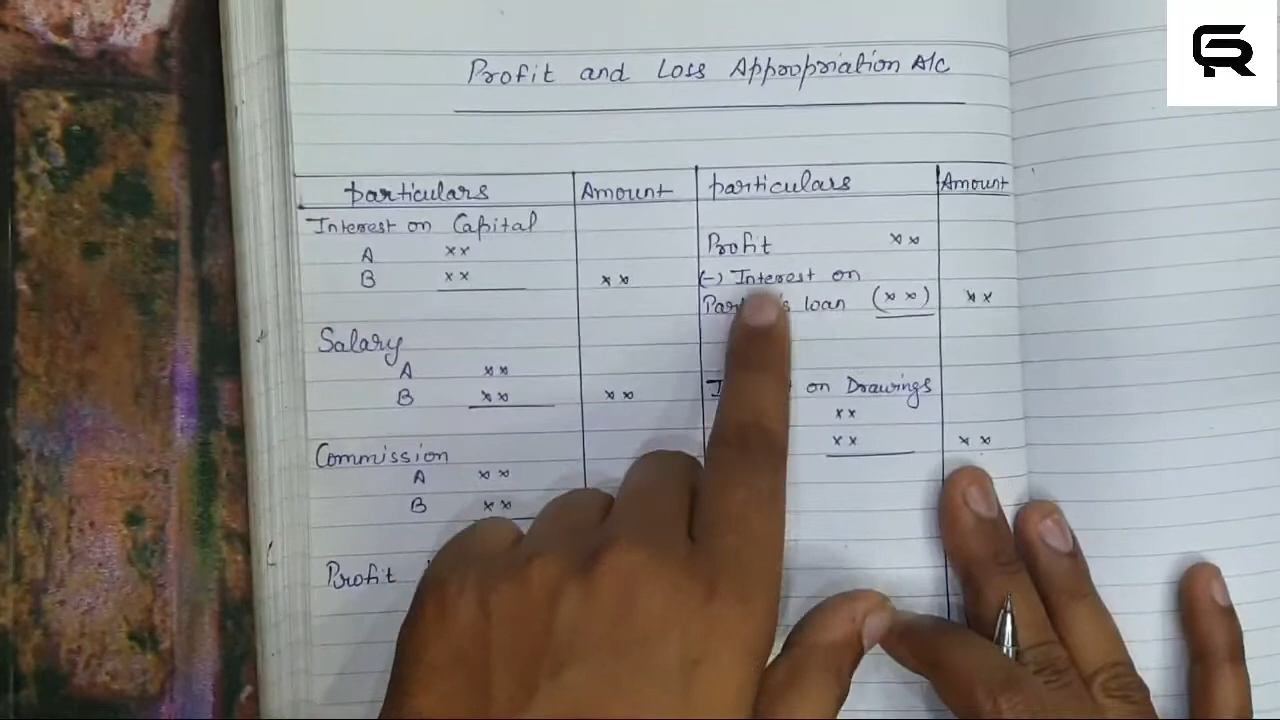 Profit and Loss Appropriation A/c
particulars Amount particulars Amount
Interest on Capital
A xx
B xx xx
Salary
A xx
B xx xx
Commission
A xx
B xx
Profit
Profit xx
(-) Interest on
loan (xx) xx
on Drawings
xx
xx xx
GR